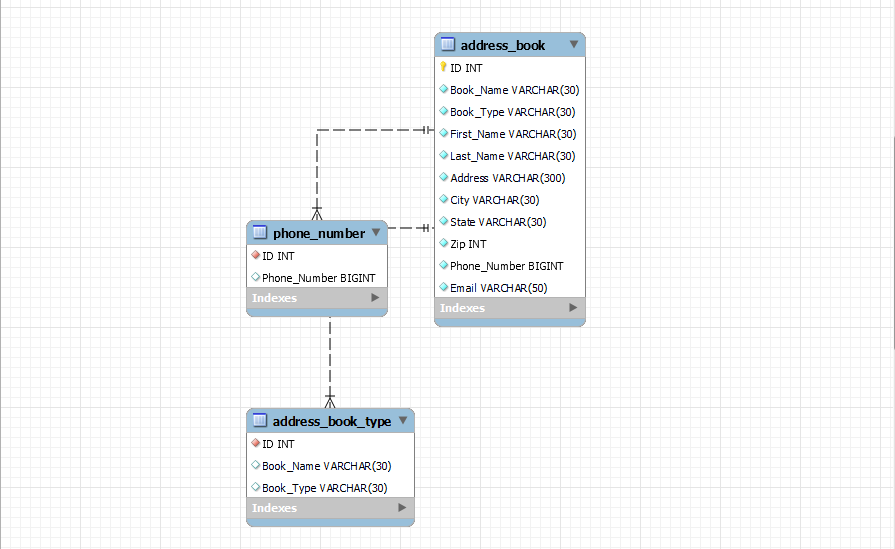 address_book
ID INT
Book_Name VARCHAR(30)
Book_Type VARCHAR(30)
First_Name VARCHAR(30)
Last_Name VARCHAR(30)
Address VARCHAR(300)
City VARCHAR(30)
State VARCHAR(30)
Zip INT
Phone_Number BIGINT
Email VARCHAR(50)
Indexes
phone_number
ID INT
Phone_Number BIGINT
Indexes
address_book_type
ID INT
Book_Name VARCHAR(30)
Book_Type VARCHAR(30)
Indexes